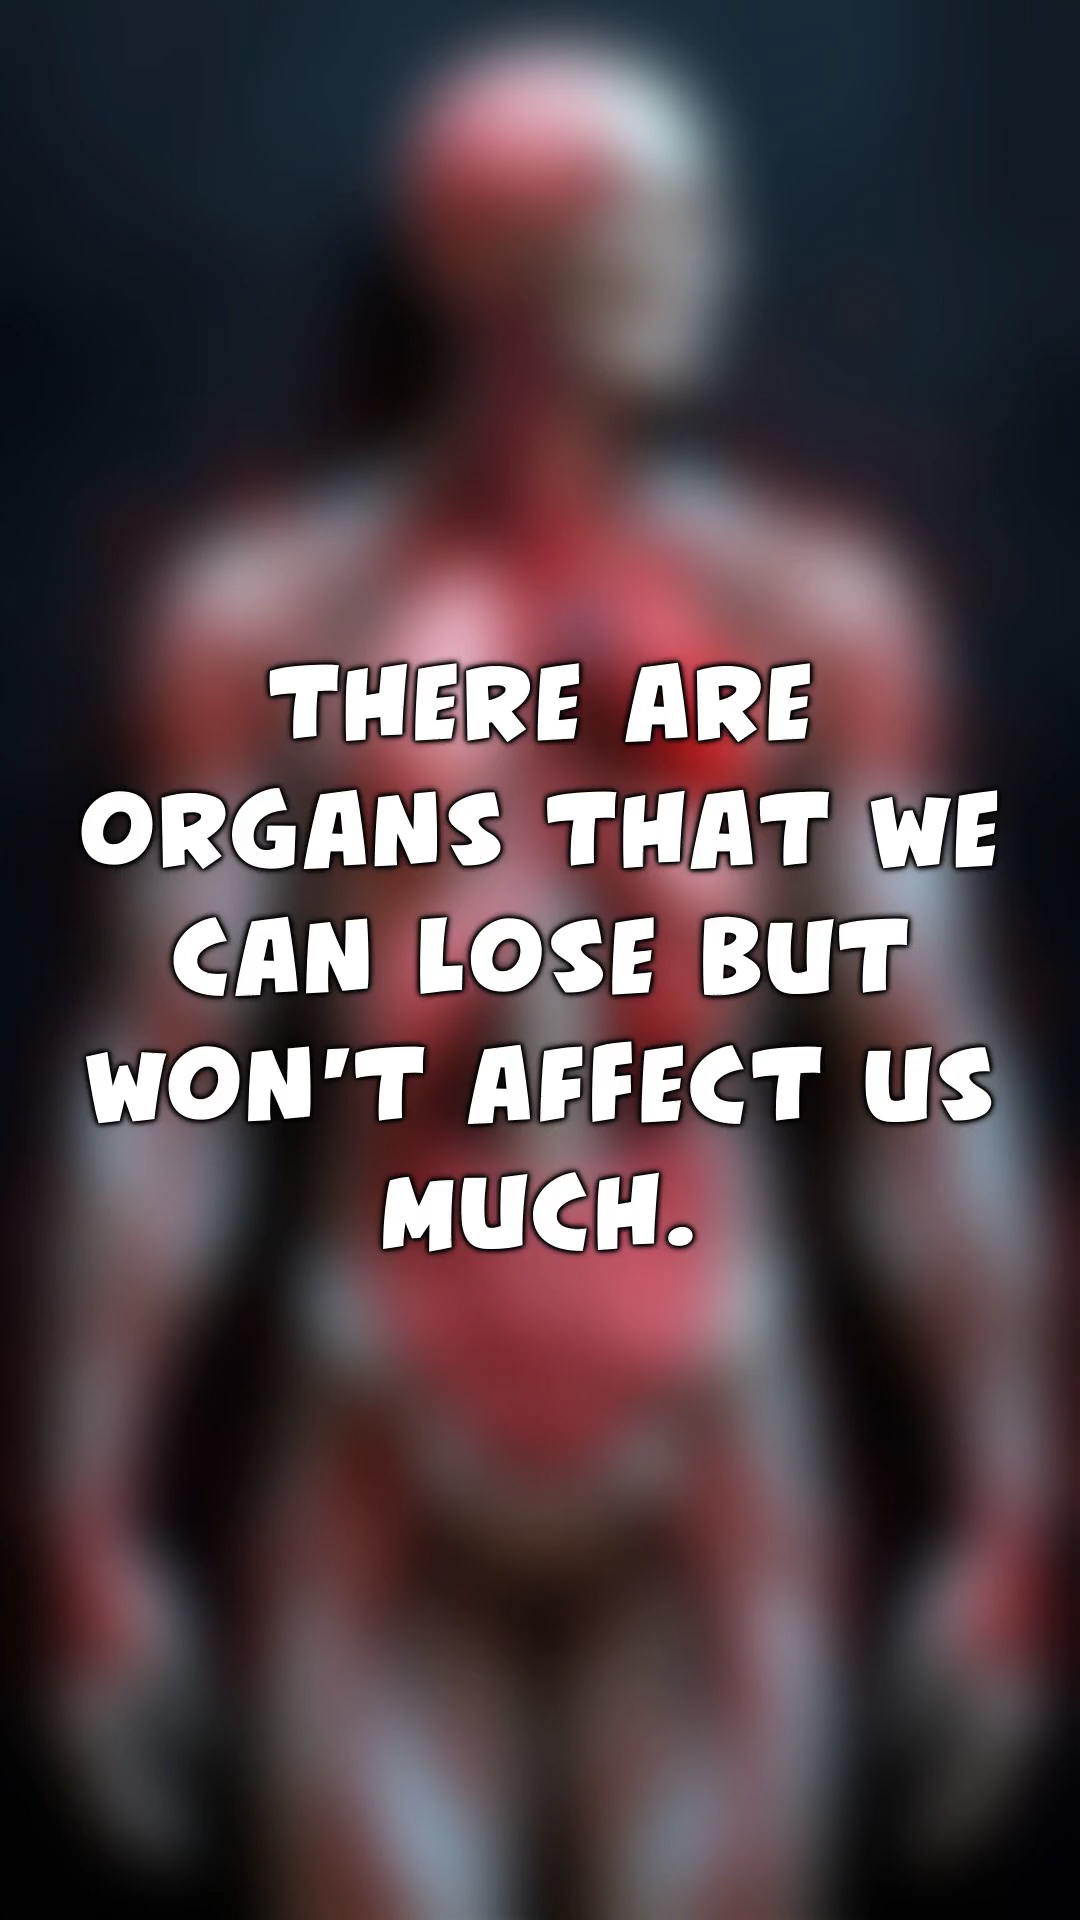 THERE ARE
ORGANS THAT WE
CAN LOSE BUT
WON'T AFFECT US
MUCH.